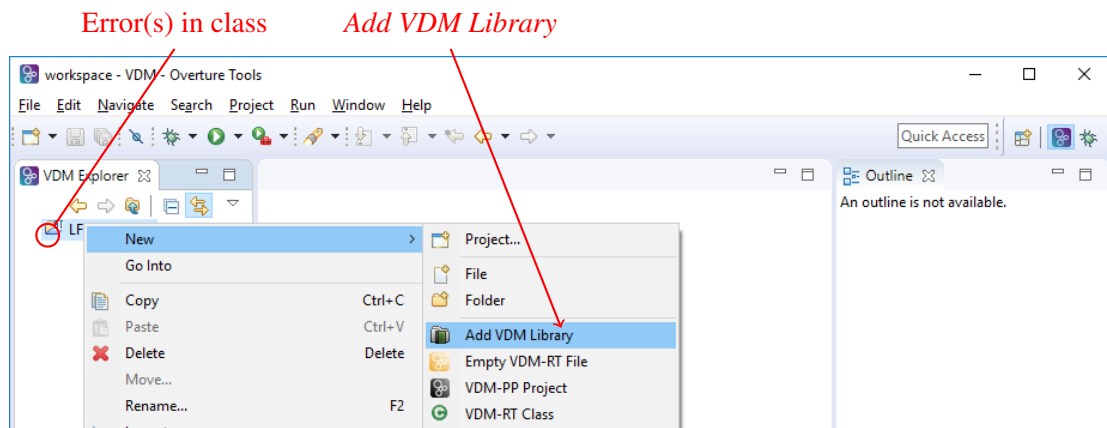 Error(s) in class Add VDM Library
workspace - VDM - Overture Tools
File Edit Navigate Search Project Run Window Help
Quick Access
VDM Explorer
Outline
An outline is not available.
LF
New
Go Into
Copy Ctrl+C
Paste Ctrl+V
Delete Delete
Move...
Rename... F2
Project...
File
Folder
Add VDM Library
Empty VDM-RT File
VDM-PP Project
VDM-RT Class